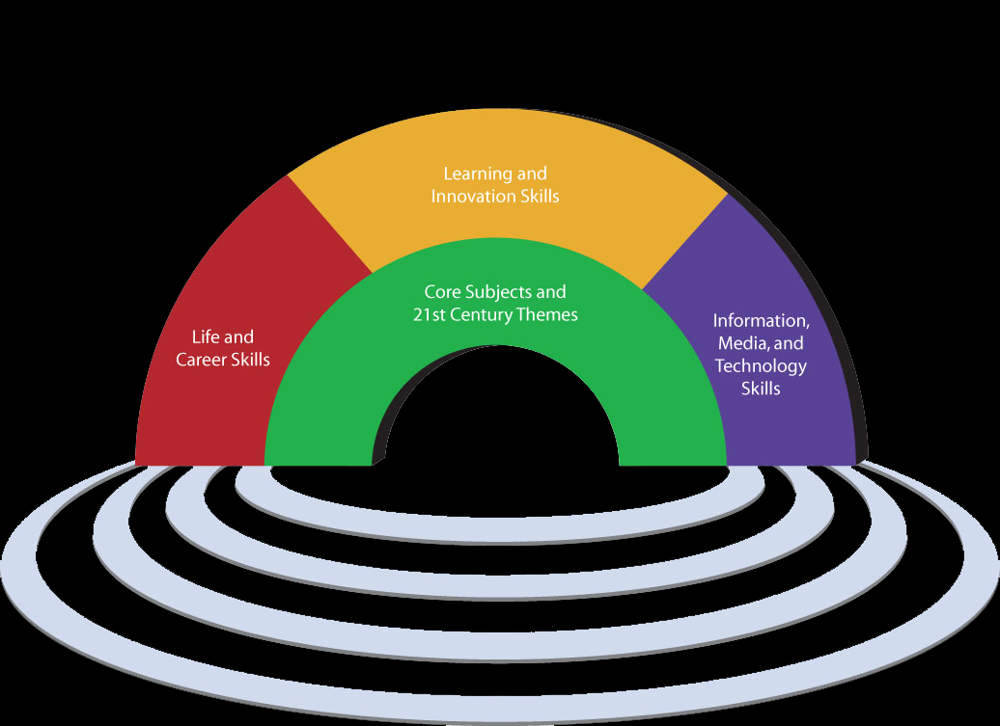 Learning and
Innovation Skills
Core Subjects and
21st Century Themes
Life and
Career Skills
Information,
Media, and
Technology
Skills